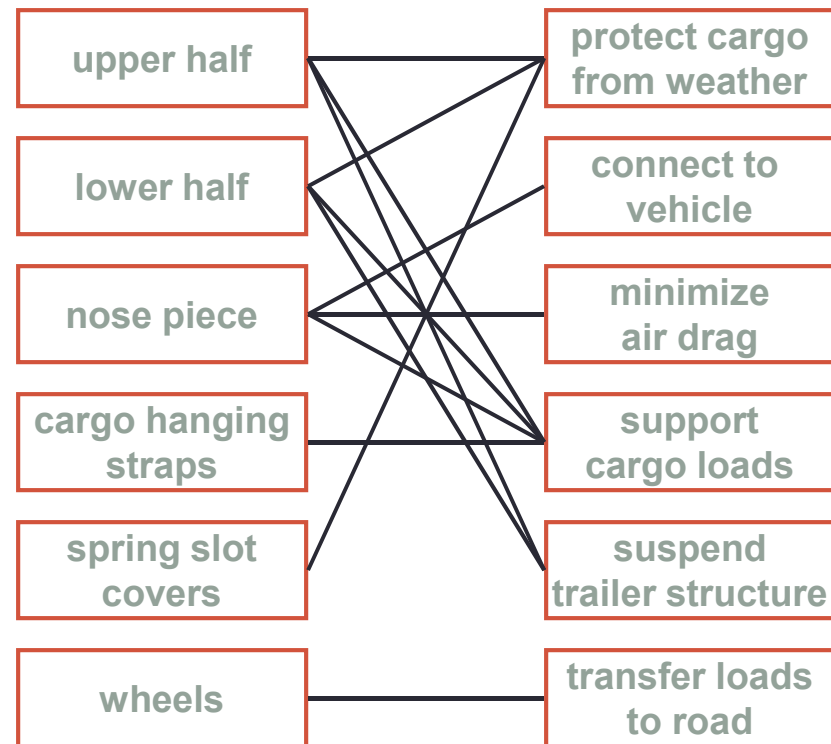 upper half
lower half
nose piece
cargo hanging
straps
spring slot
covers
wheels
protect cargo
from weather
connect to
vehicle
minimize
air drag
support
cargo loads
suspend
trailer structure
transfer loads
to road